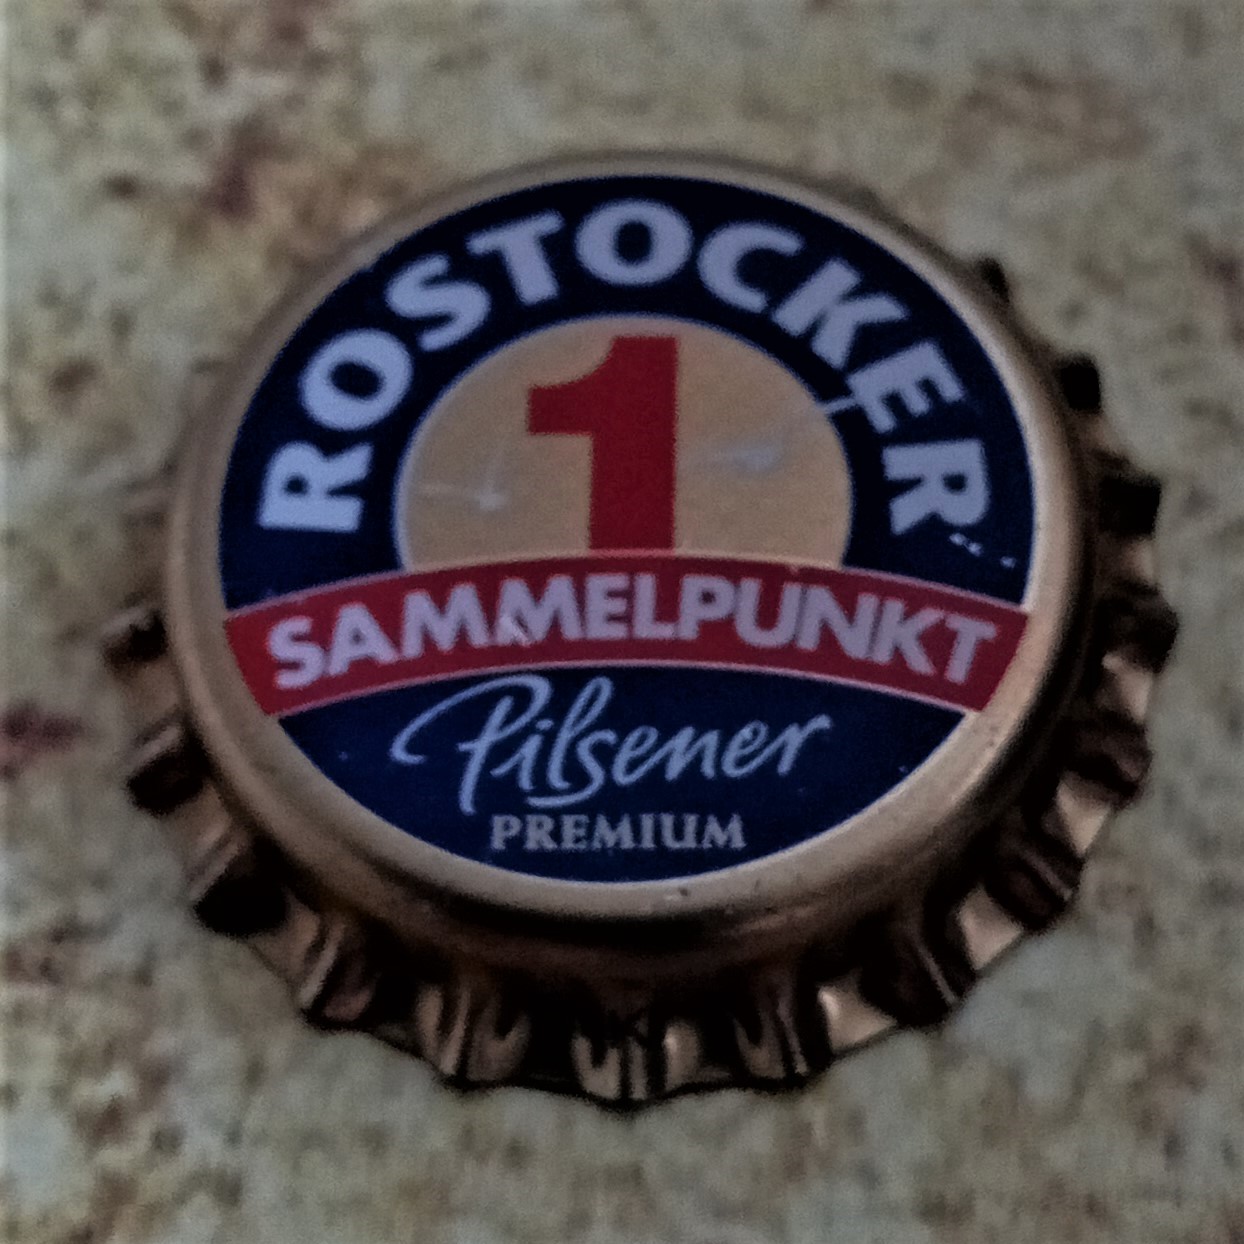 ROSTOCKER
1
SAMMELPUNKT
Pilsener
PREMIUM